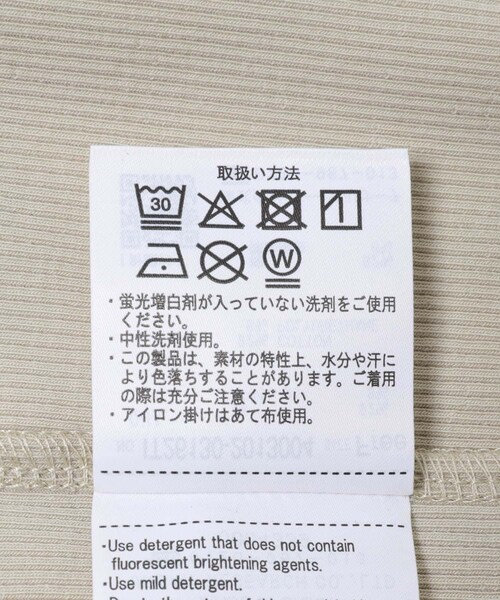 取扱い方法
30
W
・蛍光増白剤が入っていない洗剤をご使用
ください。
・中性洗剤使用。
・この製品は、素材の特性上、水分や汗に
より色落ちすることがあります。ご着用
の際は充分ご注意ください。
・アイロン掛けはあて布使用。
IT26130-2013004
Free
・Use detergent that does not contain
fluorescent brightening agents.
・Use mild detergent.